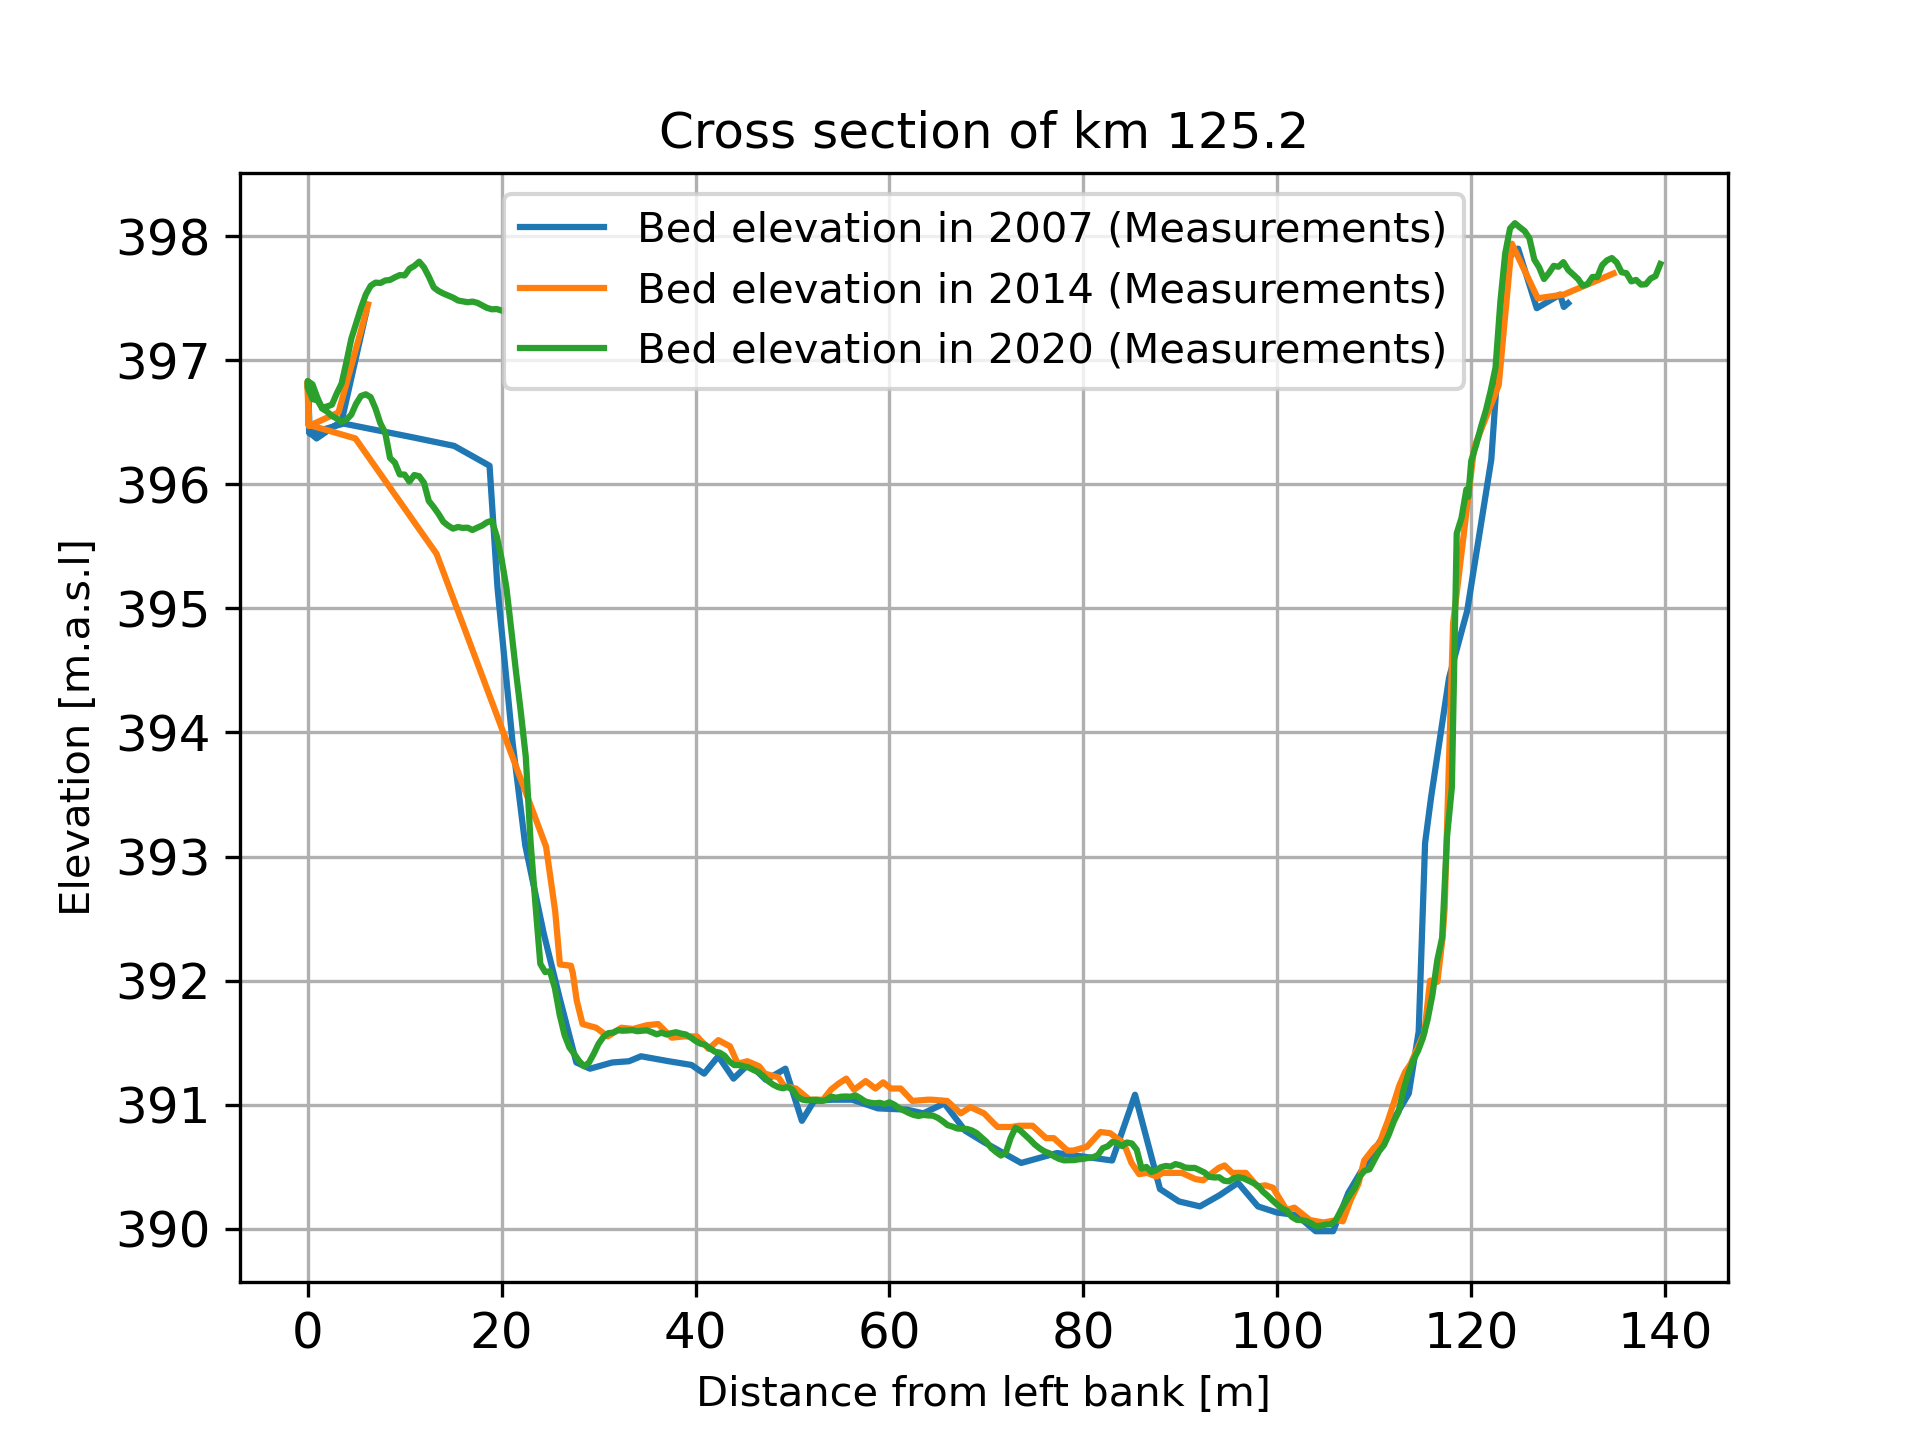 Cross section of km 125.2
Bed elevation in 2007 (Measurements)
Bed elevation in 2014 (Measurements)
Bed elevation in 2020 (Measurements)
Elevation [m.a.s.l]
398
397
396
395
394
393
392
391
390
0 20 40 60 80 100 120 140
Distance from left bank [m]